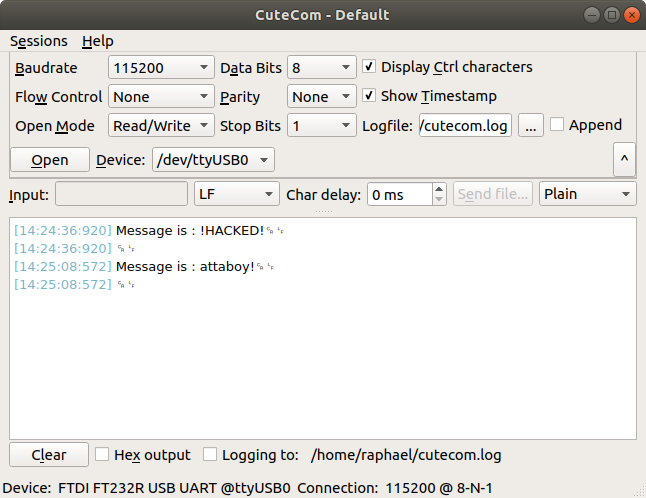 CuteCom - Default
Sessions Help
Baudrate 115200 Data Bits 8 Display Ctrl characters
Flow Control None Parity None Show Timestamp
Open Mode Read/Write Stop Bits 1 Logfile: /cutecom.log ... Append
Open Device: /dev/ttyUSB0 ^
Input: LF Char delay: 0 ms Send file... Plain
[14:24:36:920] Message is : !HACKED!␍␊
[14:24:36:920] ␍␊
[14:25:08:572] Message is : attaboy!␍␊
[14:25:08:572] ␍␊
Clear Hex output Logging to: /home/raphael/cutecom.log
Device: FTDI FT232R USB UART @ttyUSB0 Connection: 115200 @ 8-N-1